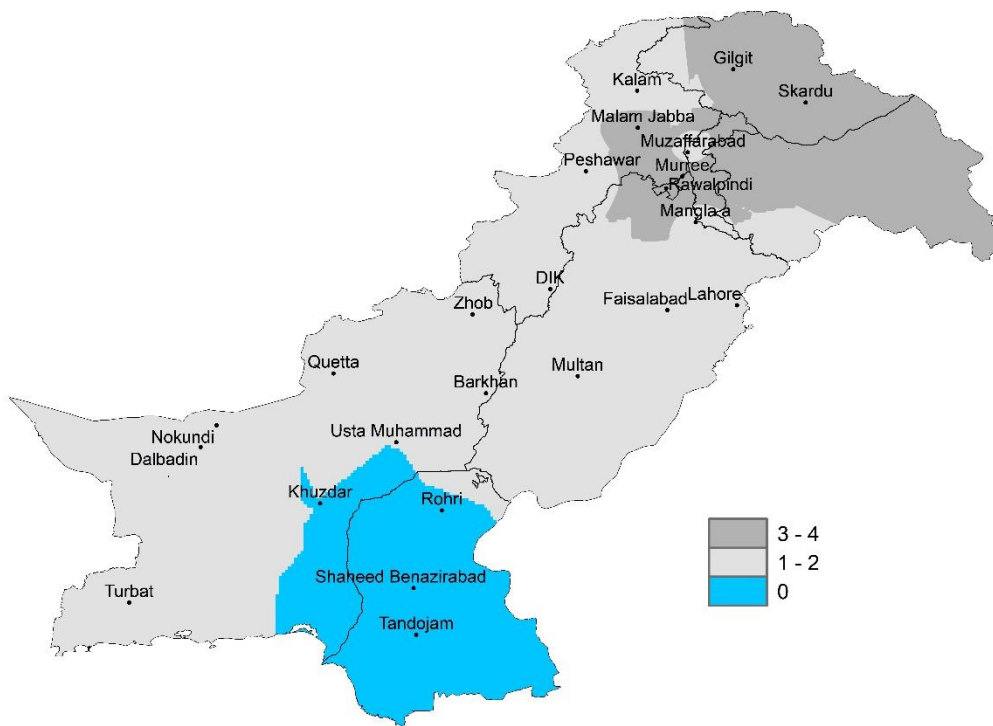 Gilgit
Kalam
Skardu
Malam Jabba
Muzaffarabad
Peshawar
Murree
Rawalpindi
Mangla a
DIK
Zhob
Faisalabad
Lahore
Quetta
Multan
Barkhan
Usta Muhammad
Nokundi
Dalbadin
Khuzdar
Rohri
3 - 4
1 - 2
0
Shaheed Benazirabad
Turbat
Tandojam